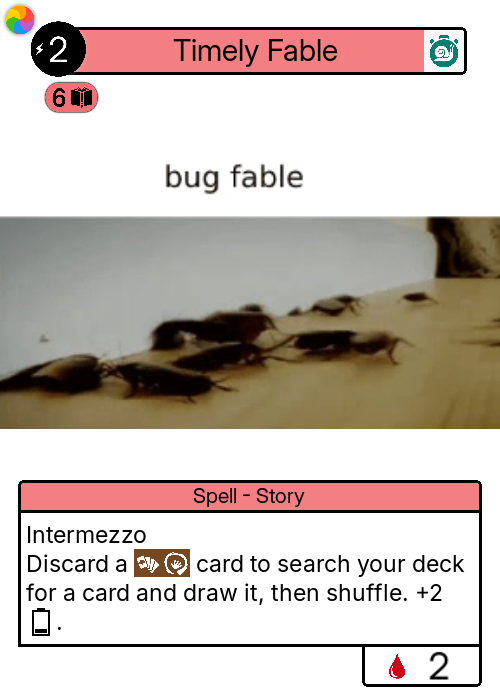 2
Timely Fable
6
bug fable
Spell - Story
Intermezzo
Discard a card to search your deck
for a card and draw it, then shuffle. +2
.
2